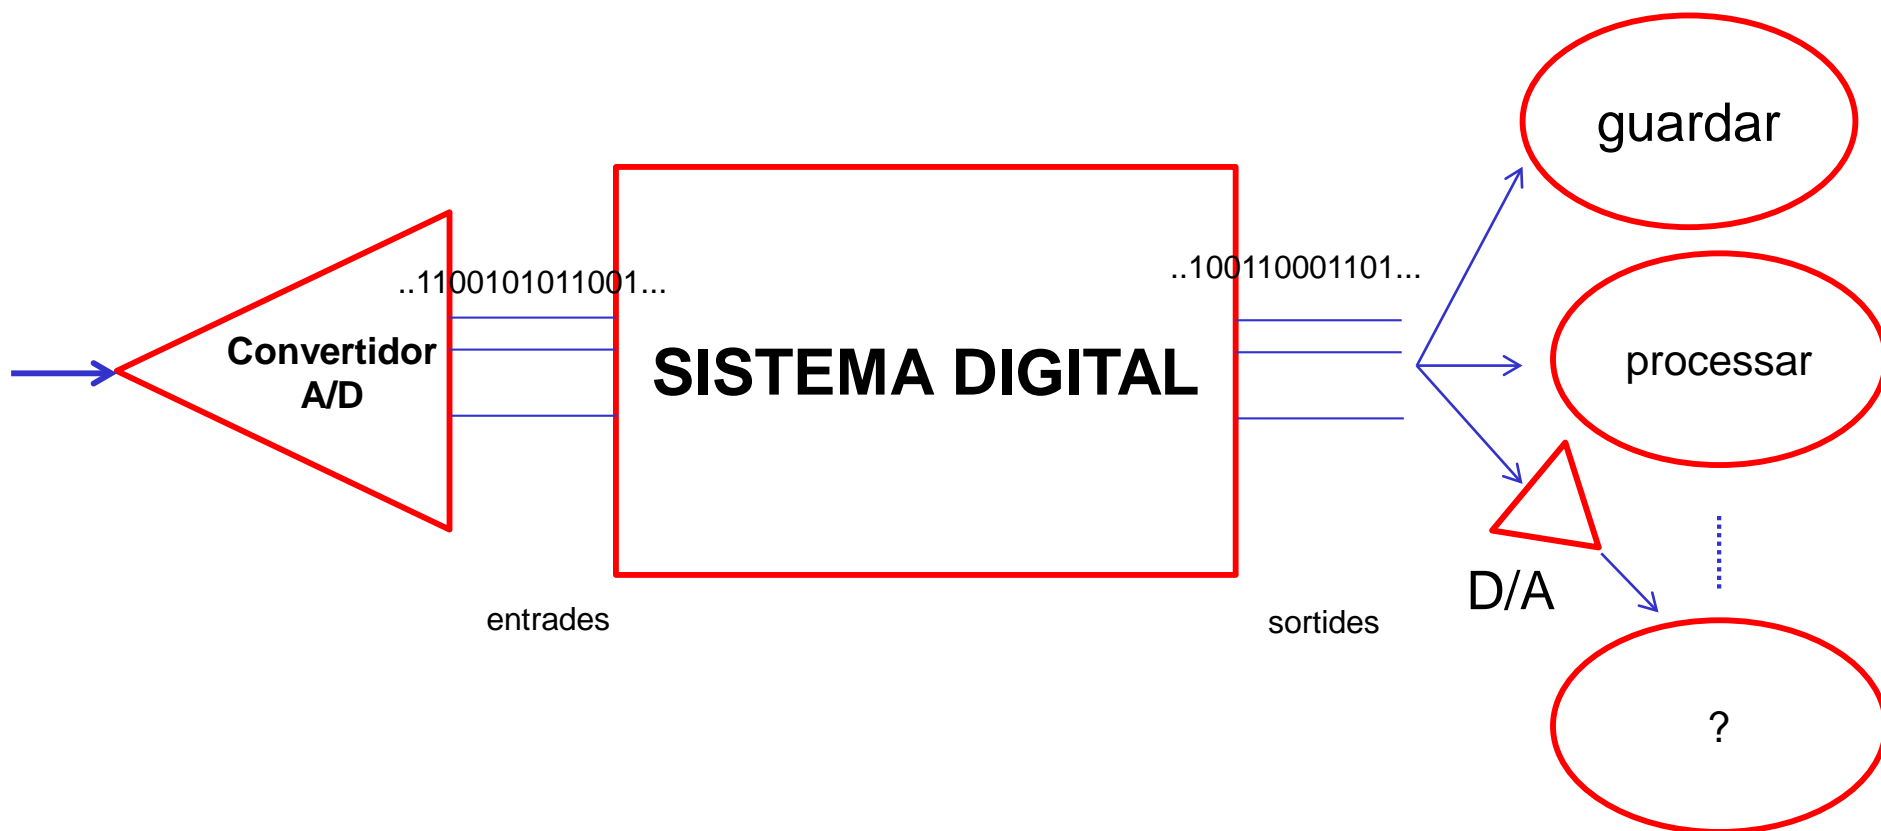 guardar
..1100101011001...
..100110001101...
Convertidor
A/D
SISTEMA DIGITAL
processar
D/A
entrades
sortides
?